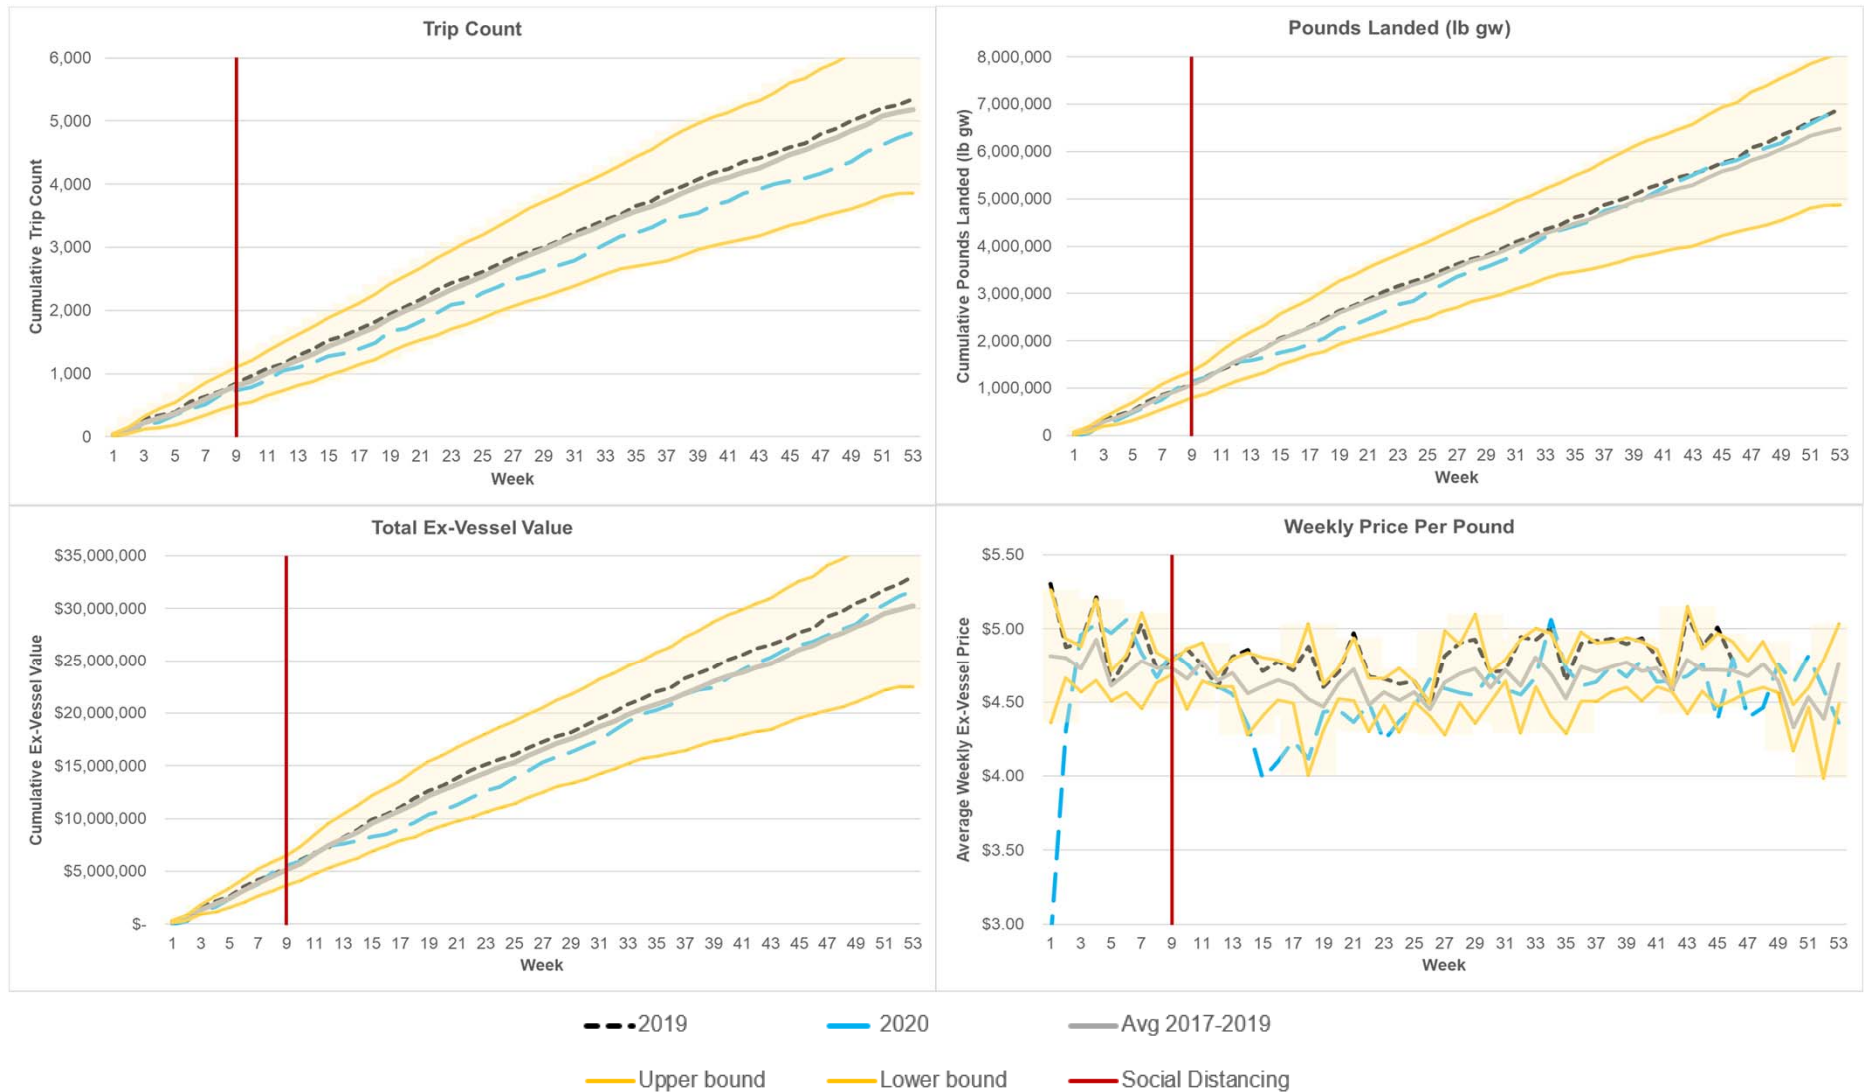 Trip Count
6,000
5,000
4,000
3,000
2,000
1,000
0
Cumulative Trip Count
1 3 5 7 9 11 13 15 17 19 21 23 25 27 29 31 33 35 37 39 41 43 45 47 49 51 53
Week
Pounds Landed (lb gw)
8,000,000
7,000,000
6,000,000
5,000,000
4,000,000
3,000,000
2,000,000
1,000,000
0
Cumulative Pounds Landed (lb gw)
1 3 5 7 9 11 13 15 17 19 21 23 25 27 29 31 33 35 37 39 41 43 45 47 49 51 53
Week
Total Ex-Vessel Value
$35,000,000
$30,000,000
$25,000,000
$20,000,000
$15,000,000
$10,000,000
$5,000,000
$-
Cumulative Ex-Vessel Value
1 3 5 7 9 11 13 15 17 19 21 23 25 27 29 31 33 35 37 39 41 43 45 47 49 51 53
Week
Weekly Price Per Pound
$5.50
$5.00
$4.50
$4.00
$3.50
$3.00
Average Weekly Ex-Vessel Price
1 3 5 7 9 11 13 15 17 19 21 23 25 27 29 31 33 35 37 39 41 43 45 47 49 51 53
Week
2019 2020 Avg 2017-2019
Upper bound Lower bound Social Distancing